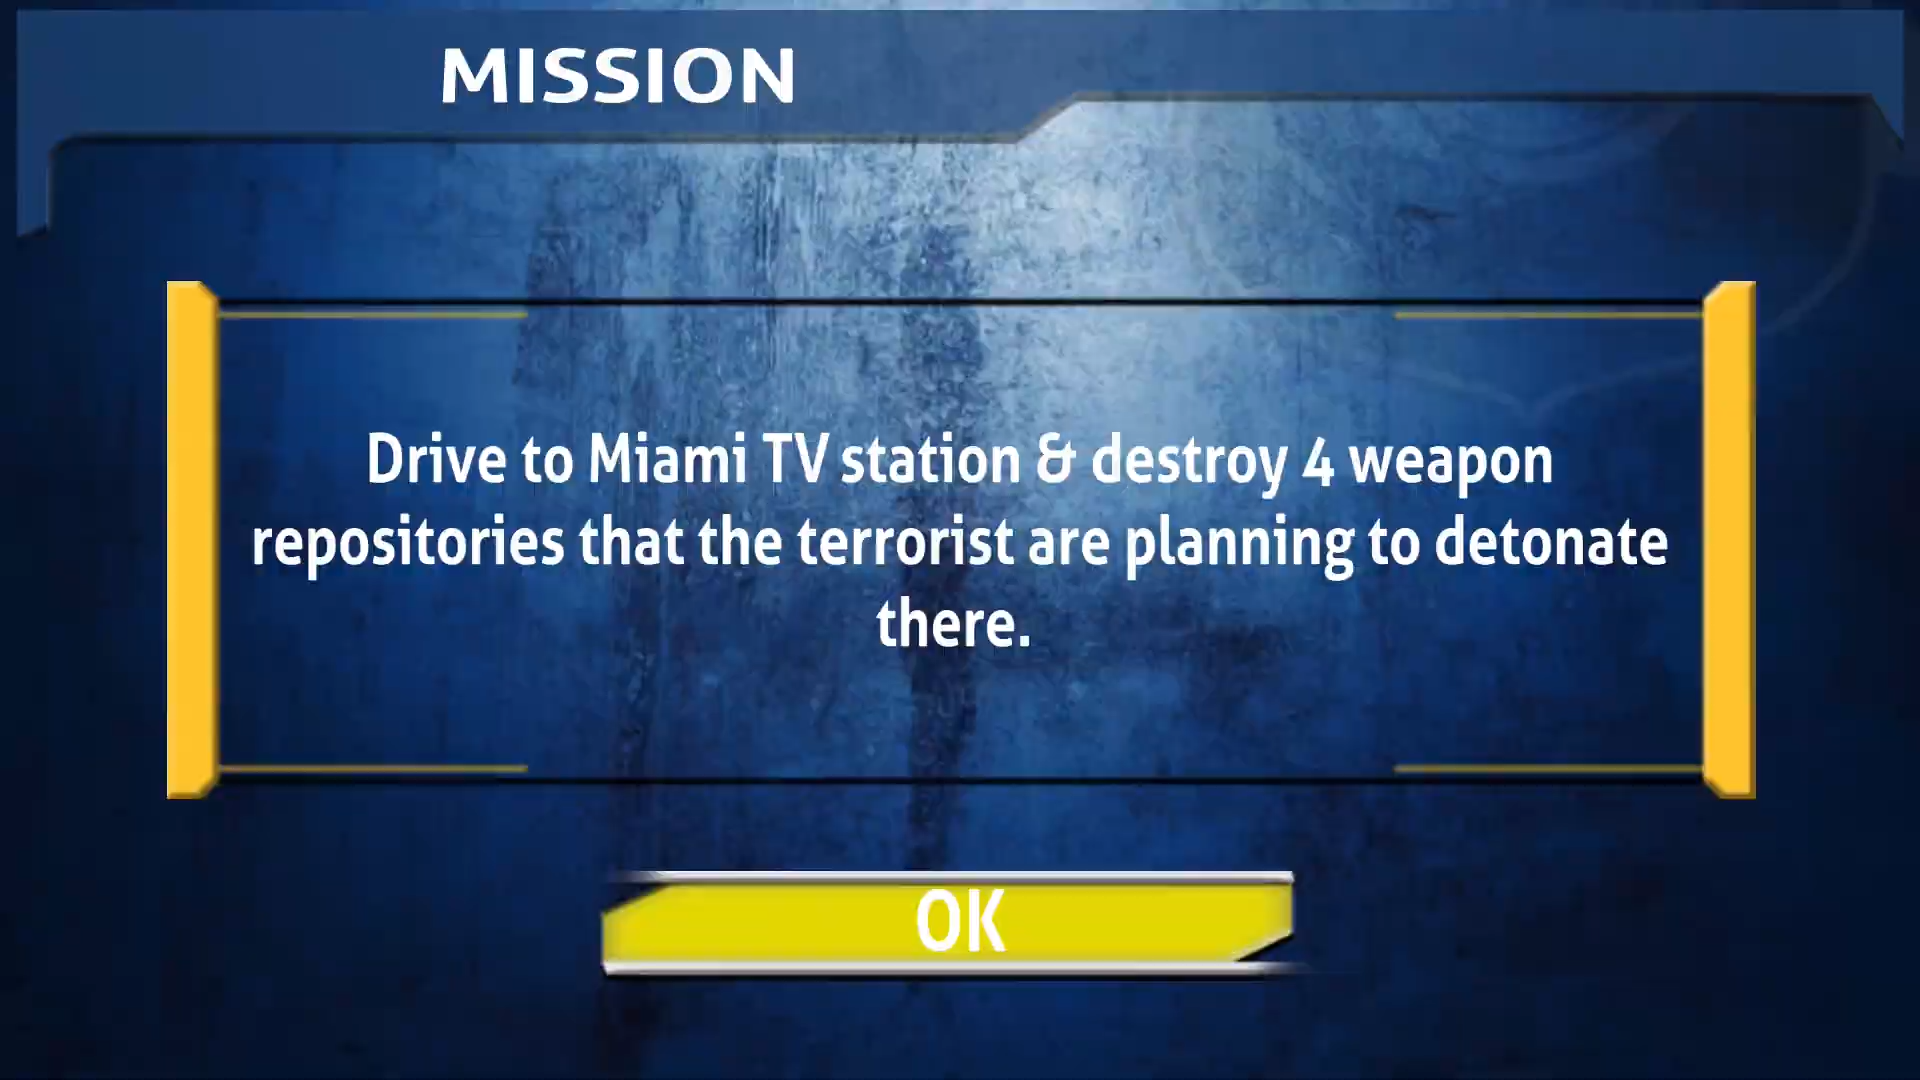 MISSION
Drive to Miami TV station & destroy 4 weapon
repositories that the terrorist are planning to detonate
there.
OK